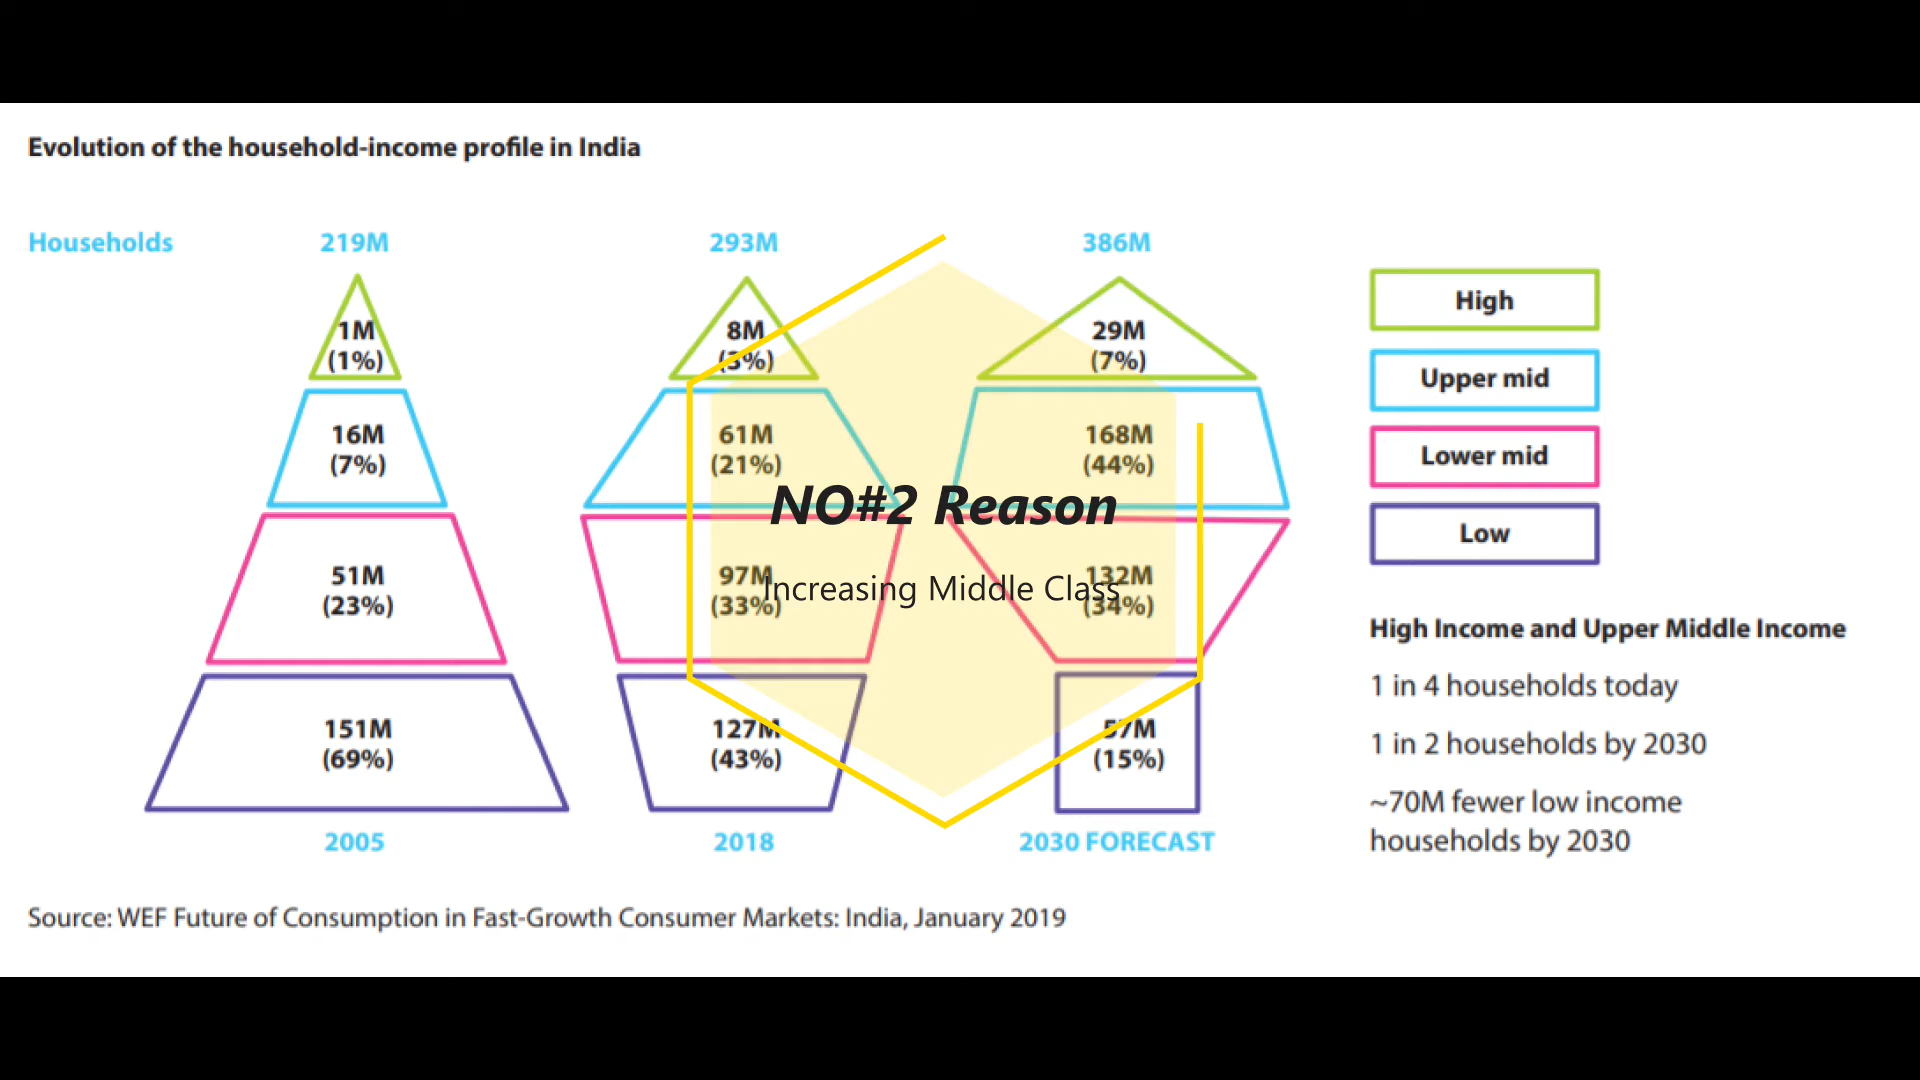 Evolution of the household-income profile in India
Households 219M 293M 386M
1M 8M 29M
(1%) (3%) (7%)
16M 61M 168M
(7%) (21%) (44%)
51M 97M 132M
(23%) (33%) (34%)
151M 127M 57M
(69%) (43%) (15%)
2005 2018 2030 FORECAST
NO#2 Reason
Increasing Middle Class
High
Upper mid
Lower mid
Low
High Income and Upper Middle Income
1 in 4 households today
1 in 2 households by 2030
~70M fewer low income
households by 2030
Source: WEF Future of Consumption in Fast-Growth Consumer Markets: India, January 2019